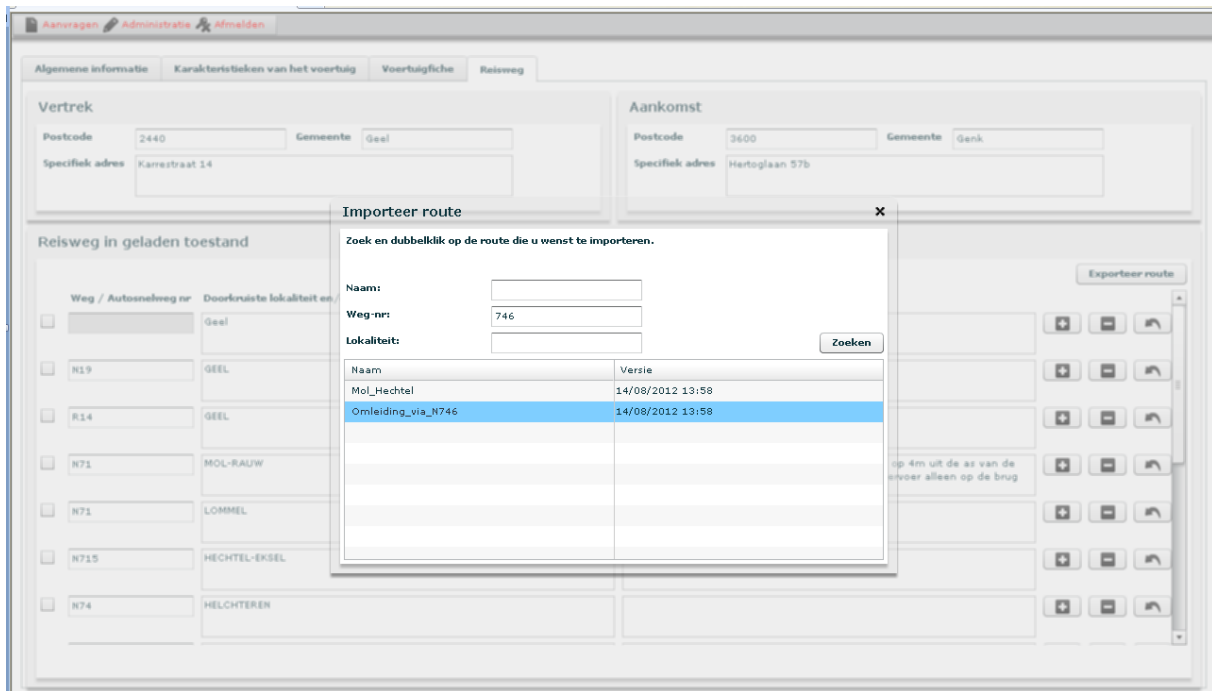 Aanvragen Administratie Afmelden
Algemene informatie Karakteristieken van het voertuig Voertuigfiche Reisweg
Vertrek
Postcode 2440 Gemeente Geel
Specifiek adres Karrestraat 14
Aankomst
Postcode 3600 Gemeente Genk
Specifiek adres Hertoglaan 57b
Importeer route
Zoek en dubbelklik op de route die u wenst te importeren.
Naam:
Weg-nr: 746
Lokaliteit:
Zoeken
Naam Versie
Mol_Hechtel 14/08/2012 13:58
Omleiding_via_N746 14/08/2012 13:58
Reisweg in geladen toestand
Exporteer route
Weg / Autosnelweg nr Doorkruiste lokaliteit en
Geel
N19 GEEL
R14 GEEL
N71 MOL-RAUW
op 4m uit de as van de
alleen op de brug
N71 LOMMEL
N715 HECHTEL-EKSEL
N74 HELCHTEREN